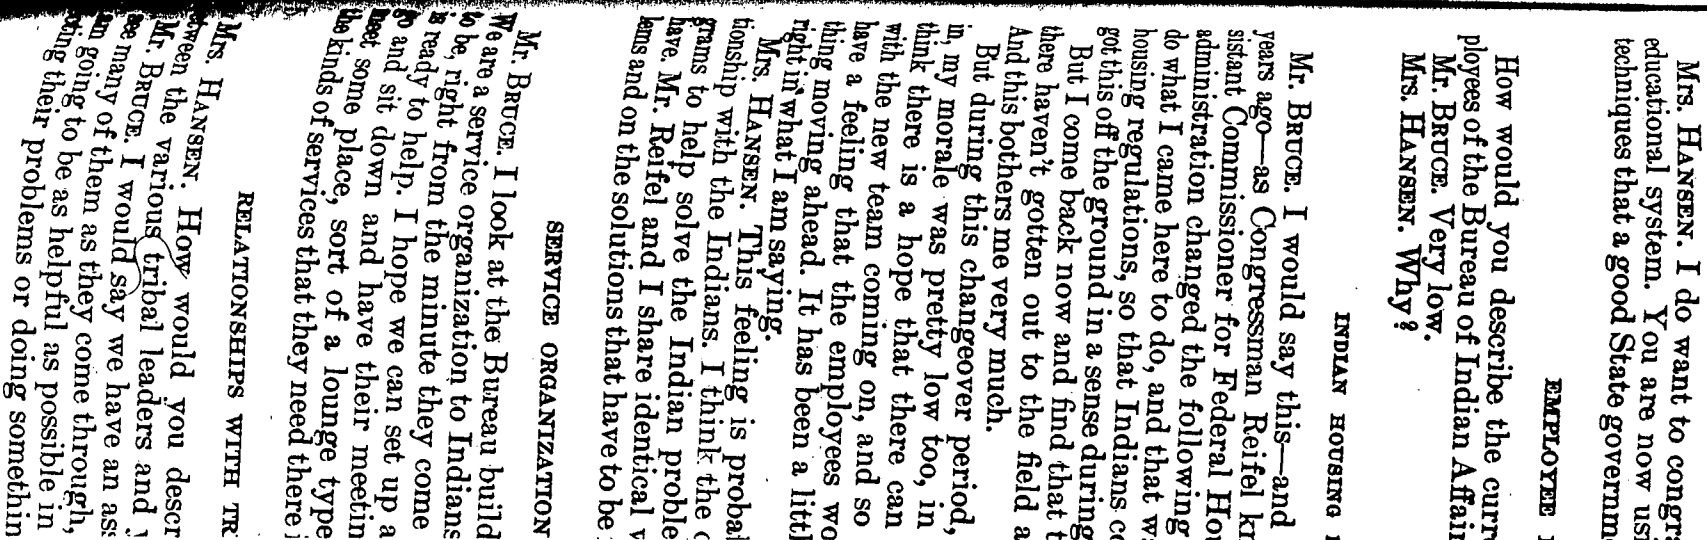 Mrs. HANSEN. I do want to congra
educational system. You are now usi
techniques that a good State governm
EMPLOYEE
How would you describe the curr
ployees of the Bureau of Indian Affair
Mr. BRUCE. Very low.
Mrs. HANSEN. Why?
INDIAN HOUSING
Mr. BRUCE. I would say this—and
years ago—as Congressman Reifel kn
sistant Commissioner for Federal Hou
administration changed the following
do what I came here to do, and that w
housing regulations, so that Indians co
got this off the ground in a sense during
But I come back now and find that t
there haven't gotten out to the field a
And this bothers me very much.
But during this changeover period,
in, my morale was pretty low too, in
think there is a hope that there can
with the new team coming on, and so
have a feeling that the employees wo
thing moving ahead. It has been a littl
right in what I am saying.
Mrs. HANSEN. This feeling is probal
tionship with the Indians. I think the c
grams to help solve the Indian proble
have. Mr. Reifel and I share identical v
lems and on the solutions that have to be
SERVICE ORGANIZATION
Mr. BRUCE. I look at the Bureau build
We are a service organization to Indians
to be, right from the minute they come
is ready to help. I hope we can set up a
go and sit down and have their meetin
meet some place, sort of a lounge type
the kinds of services that they need there i
RELATIONSHIPS WITH TR
Mrs. HANSEN. How would you descr
tween the various tribal leaders and y
Mr. BRUCE. I would say we have an ass
see many of them as they come through,
am going to be as helpful as possible in
oting their problems or doing somethin